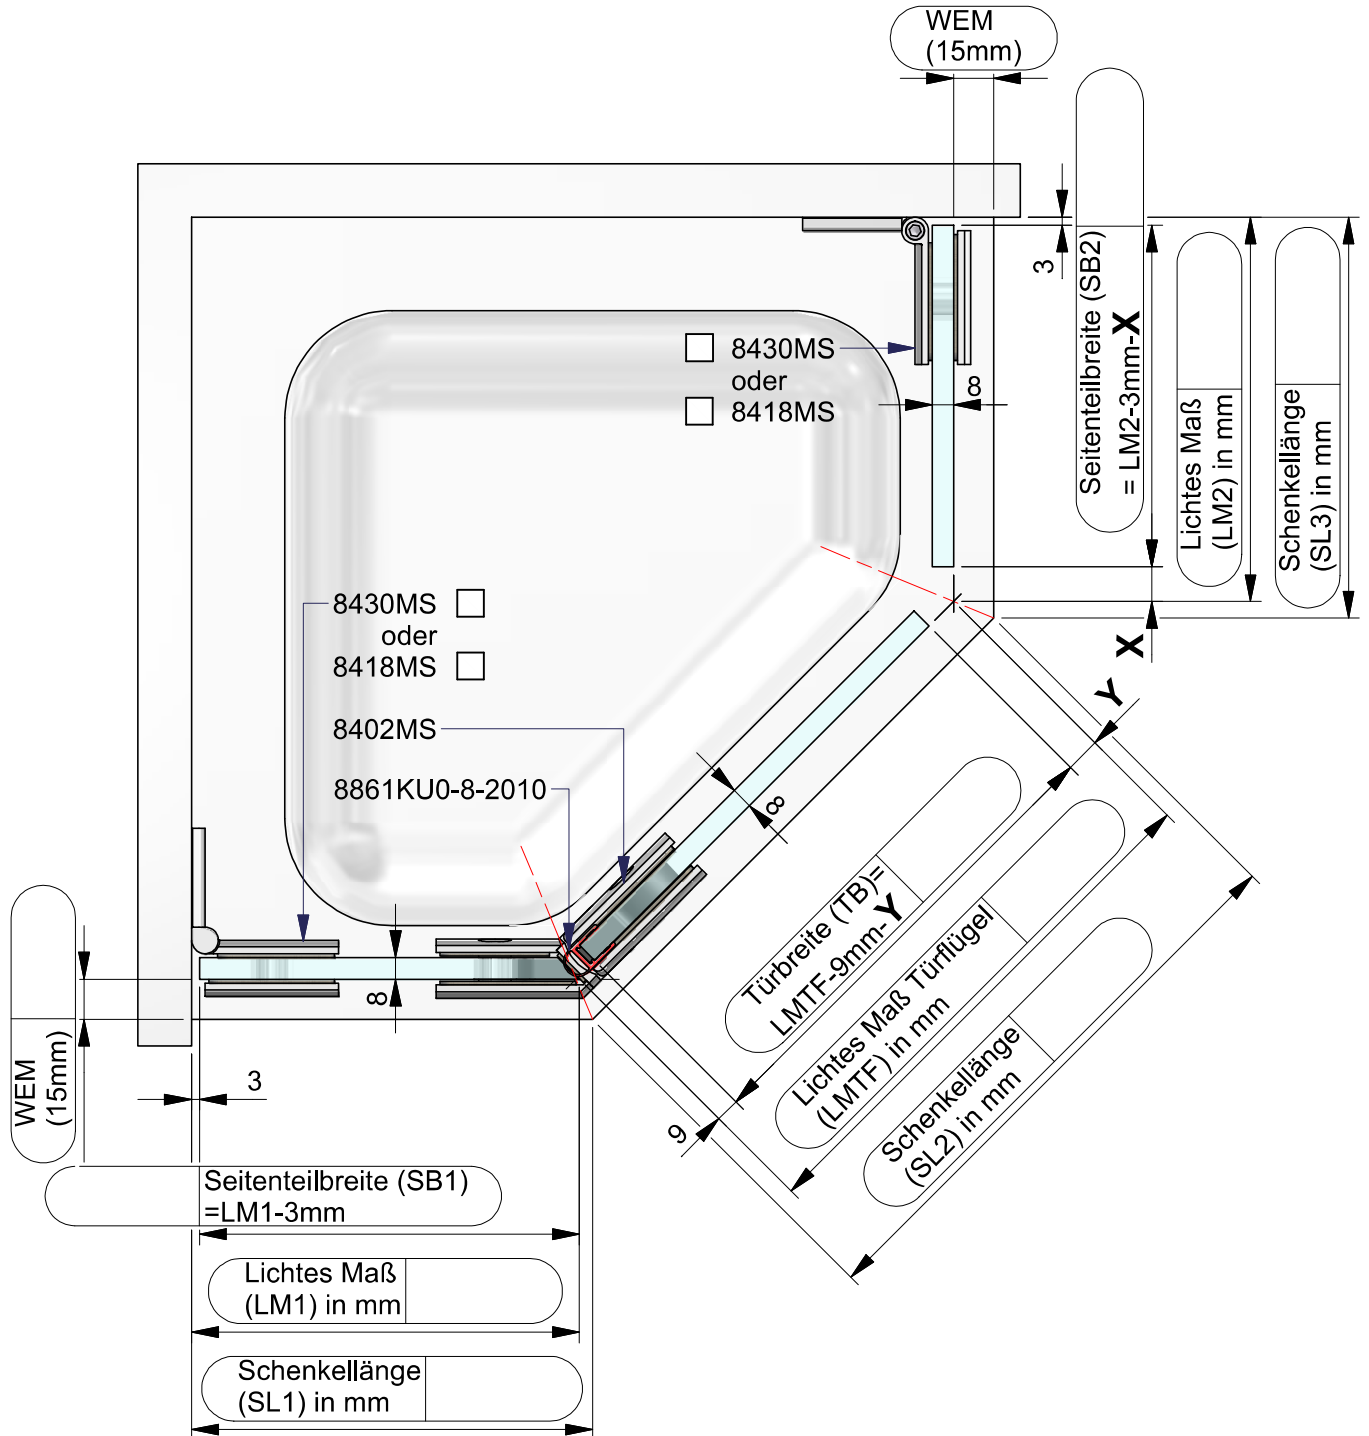 WEM
(15mm)
3
Seitenteilbreite (SB2)
= LM2-3mm-X
Lichtes Maß
(LM2) in mm
Schenkellänge
(SL3) in mm
8430MS
oder
8418MS
8
X
Y
8430MS
oder
8418MS
8402MS
8861KU0-8-2010
8
Türbreite (TB)=
LMTF-9mm-Y
Lichtes Maß Türflügel
(LMTF) in mm
Schenkellänge
(SL2) in mm
9
8
WEM
(15mm)
3
Seitenteilbreite (SB1)
=LM1-3mm
Lichtes Maß
(LM1) in mm
Schenkellänge
(SL1) in mm